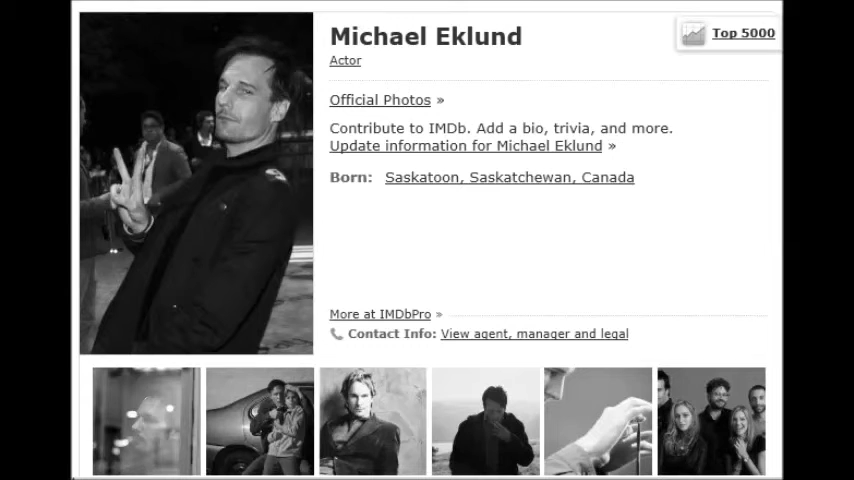 Michael Eklund
Top 5000
Actor
Official Photos »
Contribute to IMDb. Add a bio, trivia, and more.
Update information for Michael Eklund »
Born: Saskatoon, Saskatchewan, Canada
More at IMDbPro »
Contact Info: View agent, manager and legal